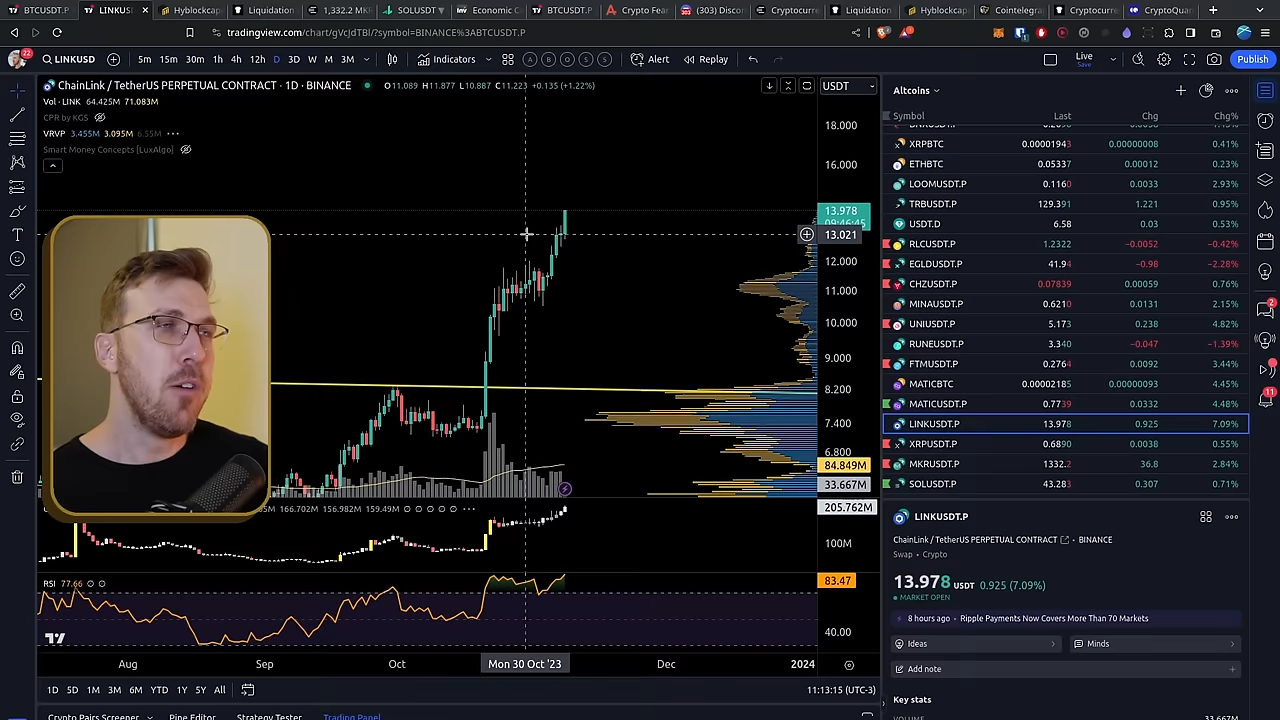 BTCUSDT.P
LINKUS
Hyblockcap
Liquidation
1,332.2 M
SOLUSDT
Economic C
BTCUSDT.P
Crypto Fear
(303) Discor
Cryptocurre
Liquidation
Hyblockcap
Cointeleg
Cryptocur
CryptoQua
tradingview.com/chart/gVcJdTBI/?symbol=BINANCE%3ABTCUSDT.P
22
LINKUSD
5m 15m 30m 1h 4h 12h D 3D W M 3M
Indicators
A B O S S
Alert
Replay
Live
Save
Publish
ChainLink / TetherUS PERPETUAL CONTRACT · 1D · BINANCE
O11.089 H11.877 L10.887 C11.223 +0.135 (+1.22%)
USDT
Vol · LINK 64.425M 71.083M
CPR by KGS
VRVP 3.455M 3.095M 6.55M
Smart Money Concepts [LuxAlgo]
18.000
16.000
13.978
09:46:45
13.021
12.000
11.000
10.000
9.000
8.200
7.400
6.800
84.849M
33.667M
205.762M
166.702M 156.982M 159.49M
100M
RSI 77.66
83.47
40.00
Aug
Sep
Oct
Mon 30 Oct '23
Dec
2024
1D 5D 1M 3M 6M YTD 1Y 5Y All
11:13:15 (UTC-3)
Crypto Pairs Screener
Pine Editor
Strategy Tester
Trading Panel
Altcoins
Symbol Last Chg Chg%
XRPBTC 0.00001943 0.00000008 0.41%
ETHBTC 0.05337 0.00012 0.23%
LOOMUSDT.P 0.1160 0.0033 2.93%
TRBUSDT.P 129.391 1.221 0.95%
USDT.D 6.58 0.03 0.53%
RLCUSDT.P 1.2322 −0.0052 −0.42%
EGLDUSDT.P 41.94 −0.98 −2.28%
CHZUSDT.P 0.07839 0.00059 0.76%
MINAUSDT.P 0.6210 0.0131 2.15%
UNIUSDT.P 5.173 0.238 4.82%
RUNEUSDT.P 3.340 −0.047 −1.39%
FTMUSDT.P 0.2764 0.0092 3.44%
MATICBTC 0.00002185 0.00000093 4.45%
MATICUSDT.P 0.7739 0.0332 4.48%
LINKUSDT.P 13.978 0.925 7.09%
XRPUSDT.P 0.6890 0.0038 0.55%
MKRUSDT.P 1332.2 36.8 2.84%
SOLUSDT.P 43.283 0.307 0.71%
LINKUSDT.P
ChainLink / TetherUS PERPETUAL CONTRACT · BINANCE
Swap · Crypto
13.978 USDT 0.925 (7.09%)
MARKET OPEN
8 hours ago · Ripple Payments Now Covers More Than 70 Markets
Ideas
Minds
Add note
Key stats
33.667M
2
11